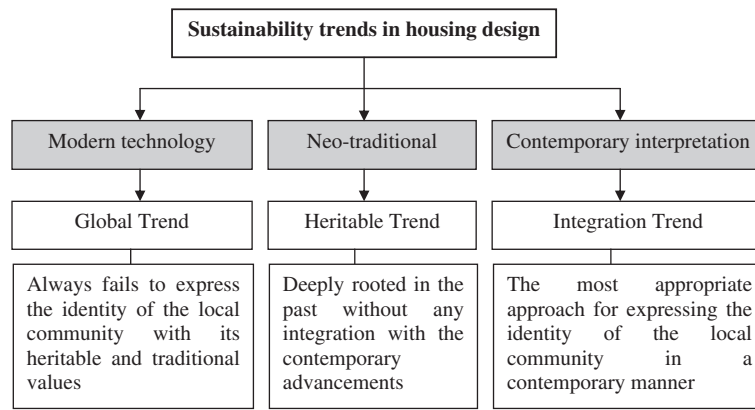 Sustainability trends in housing design
Modern technology
Neo-traditional
Contemporary interpretation
Global Trend
Heritable Trend
Integration Trend
Always fails to express
the identity of the local
community with its
heritable and traditional
values
Deeply rooted in the
past without any
integration with the
contemporary
advancements
The most appropriate
approach for expressing the
identity of the local
community in a
contemporary manner